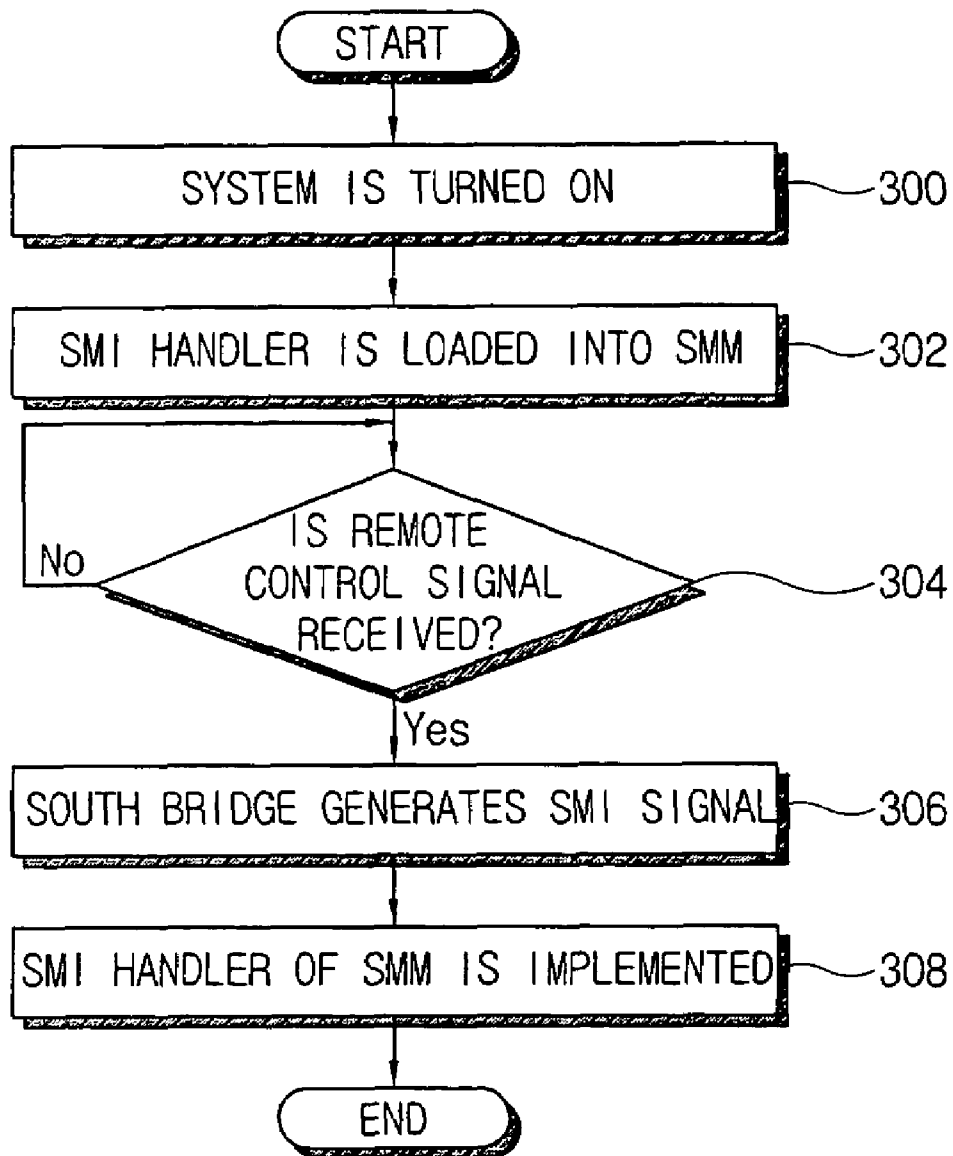 START
SYSTEM IS TURNED ON
300
SMI HANDLER IS LOADED INTO SMM
302
IS REMOTE
CONTROL SIGNAL
RECEIVED?
304
No
Yes
SOUTH BRIDGE GENERATES SMI SIGNAL
306
SMI HANDLER OF SMM IS IMPLEMENTED
308
END